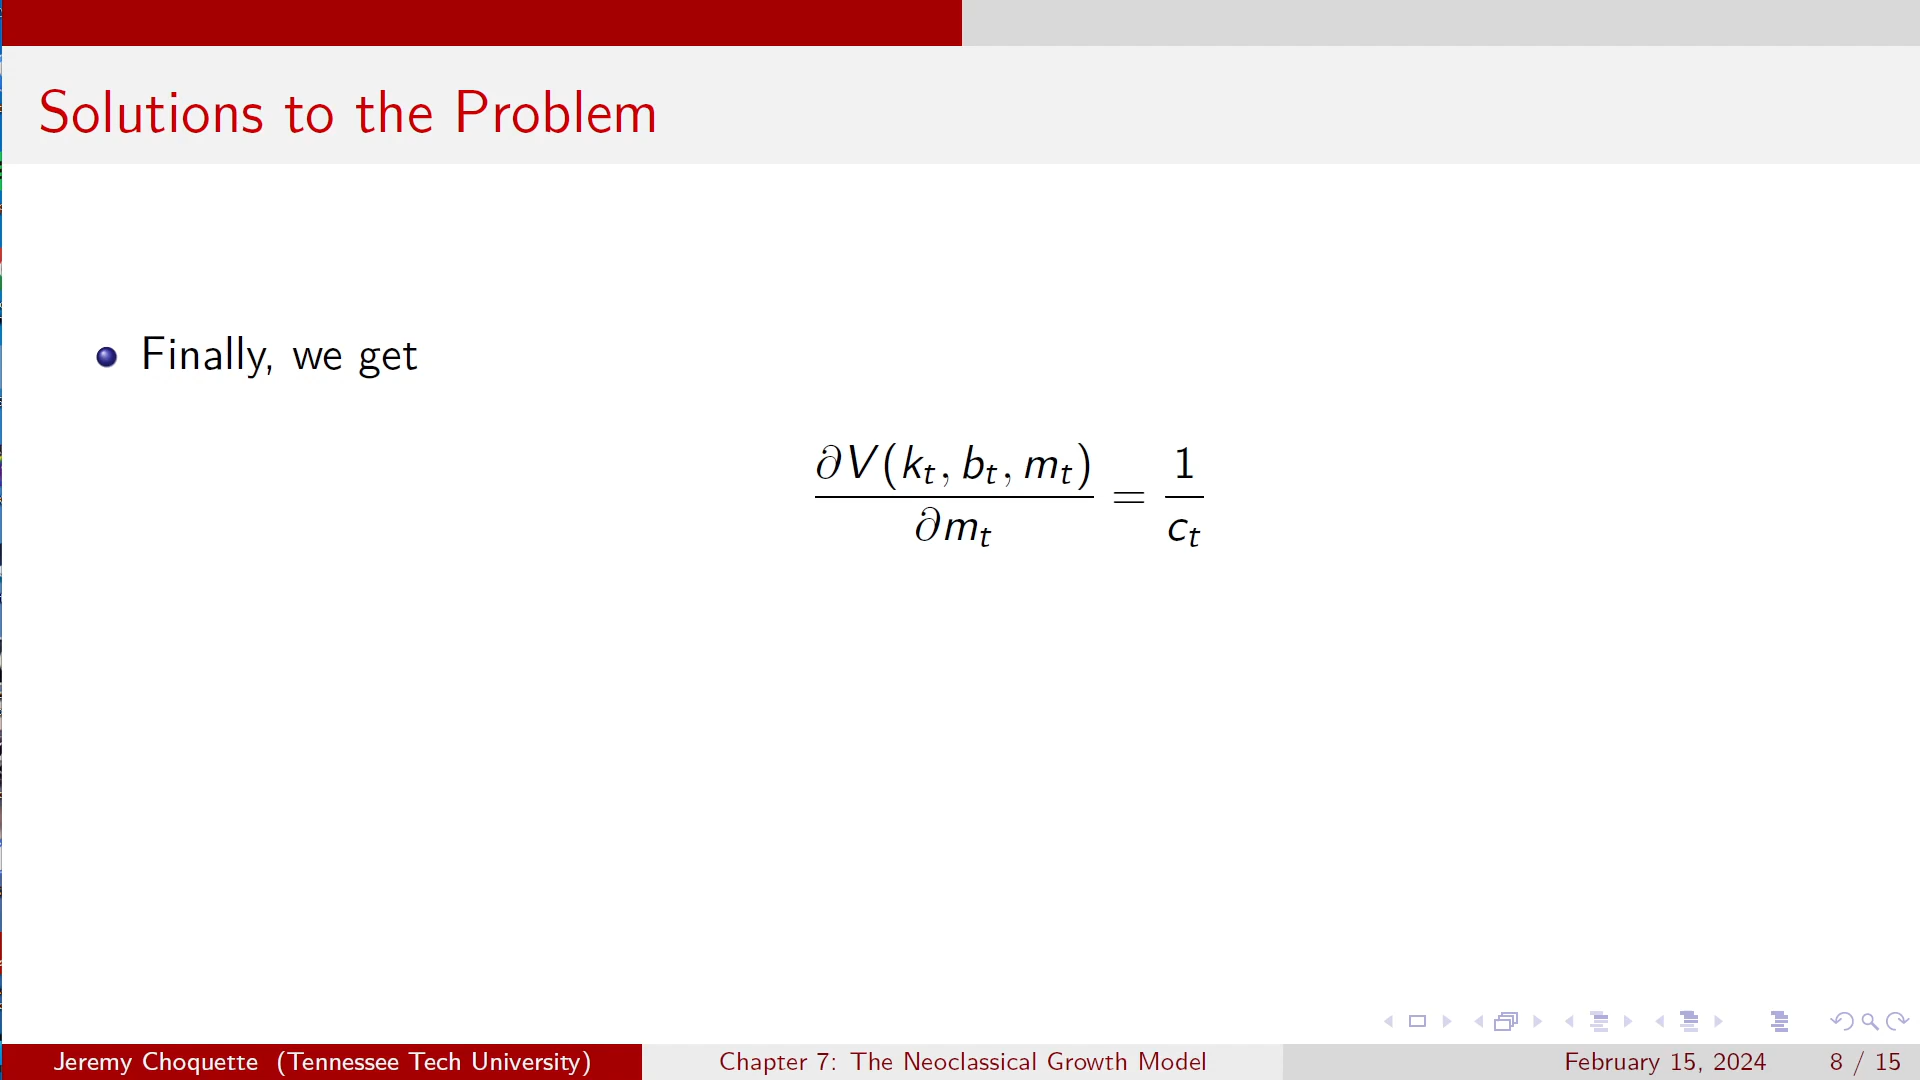 Solutions to the Problem
Finally, we get
∂V(kₜ, bₜ, mₜ)
∂mₜ
=
1
cₜ
Jeremy Choquette (Tennessee Tech University)
Chapter 7: The Neoclassical Growth Model
February 15, 2024
8 / 15